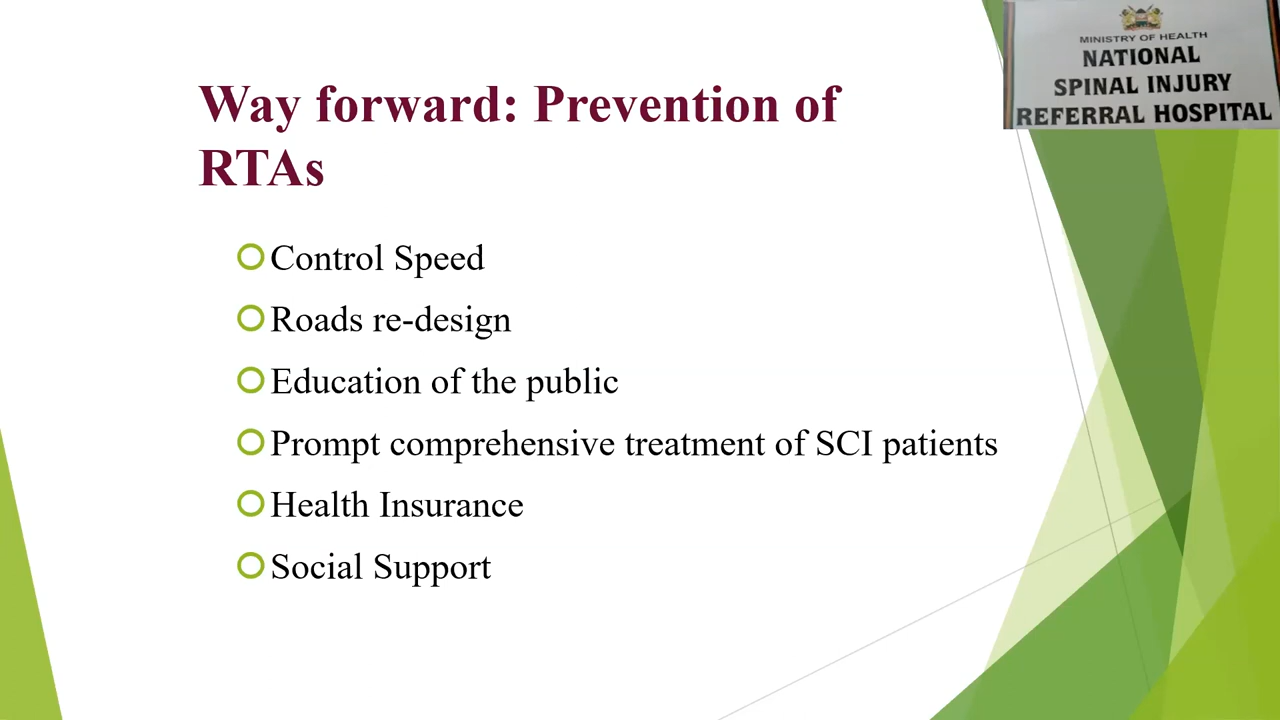 MINISTRY OF HEALTH
NATIONAL
SPINAL INJURY
REFERRAL HOSPITAL
Way forward: Prevention of
RTAs
Control Speed
Roads re-design
Education of the public
Prompt comprehensive treatment of SCI patients
Health Insurance
Social Support